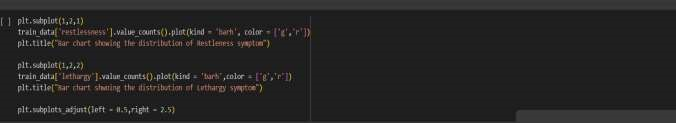 [ ] plt.subplot(1,2,1)
train_data['restlessness'].value_counts().plot(kind = 'barh', color = ['g','r'])
plt.title("Bar chart showing the distribution of Restleness symptom")
plt.subplot(1,2,2)
train_data['lethargy'].value_counts().plot(kind = 'barh',color = ['g','r'])
plt.title("Bar chart showing the distribution of Lethargy symptom")
plt.subplots_adjust(left = 0.5,right = 2.5)